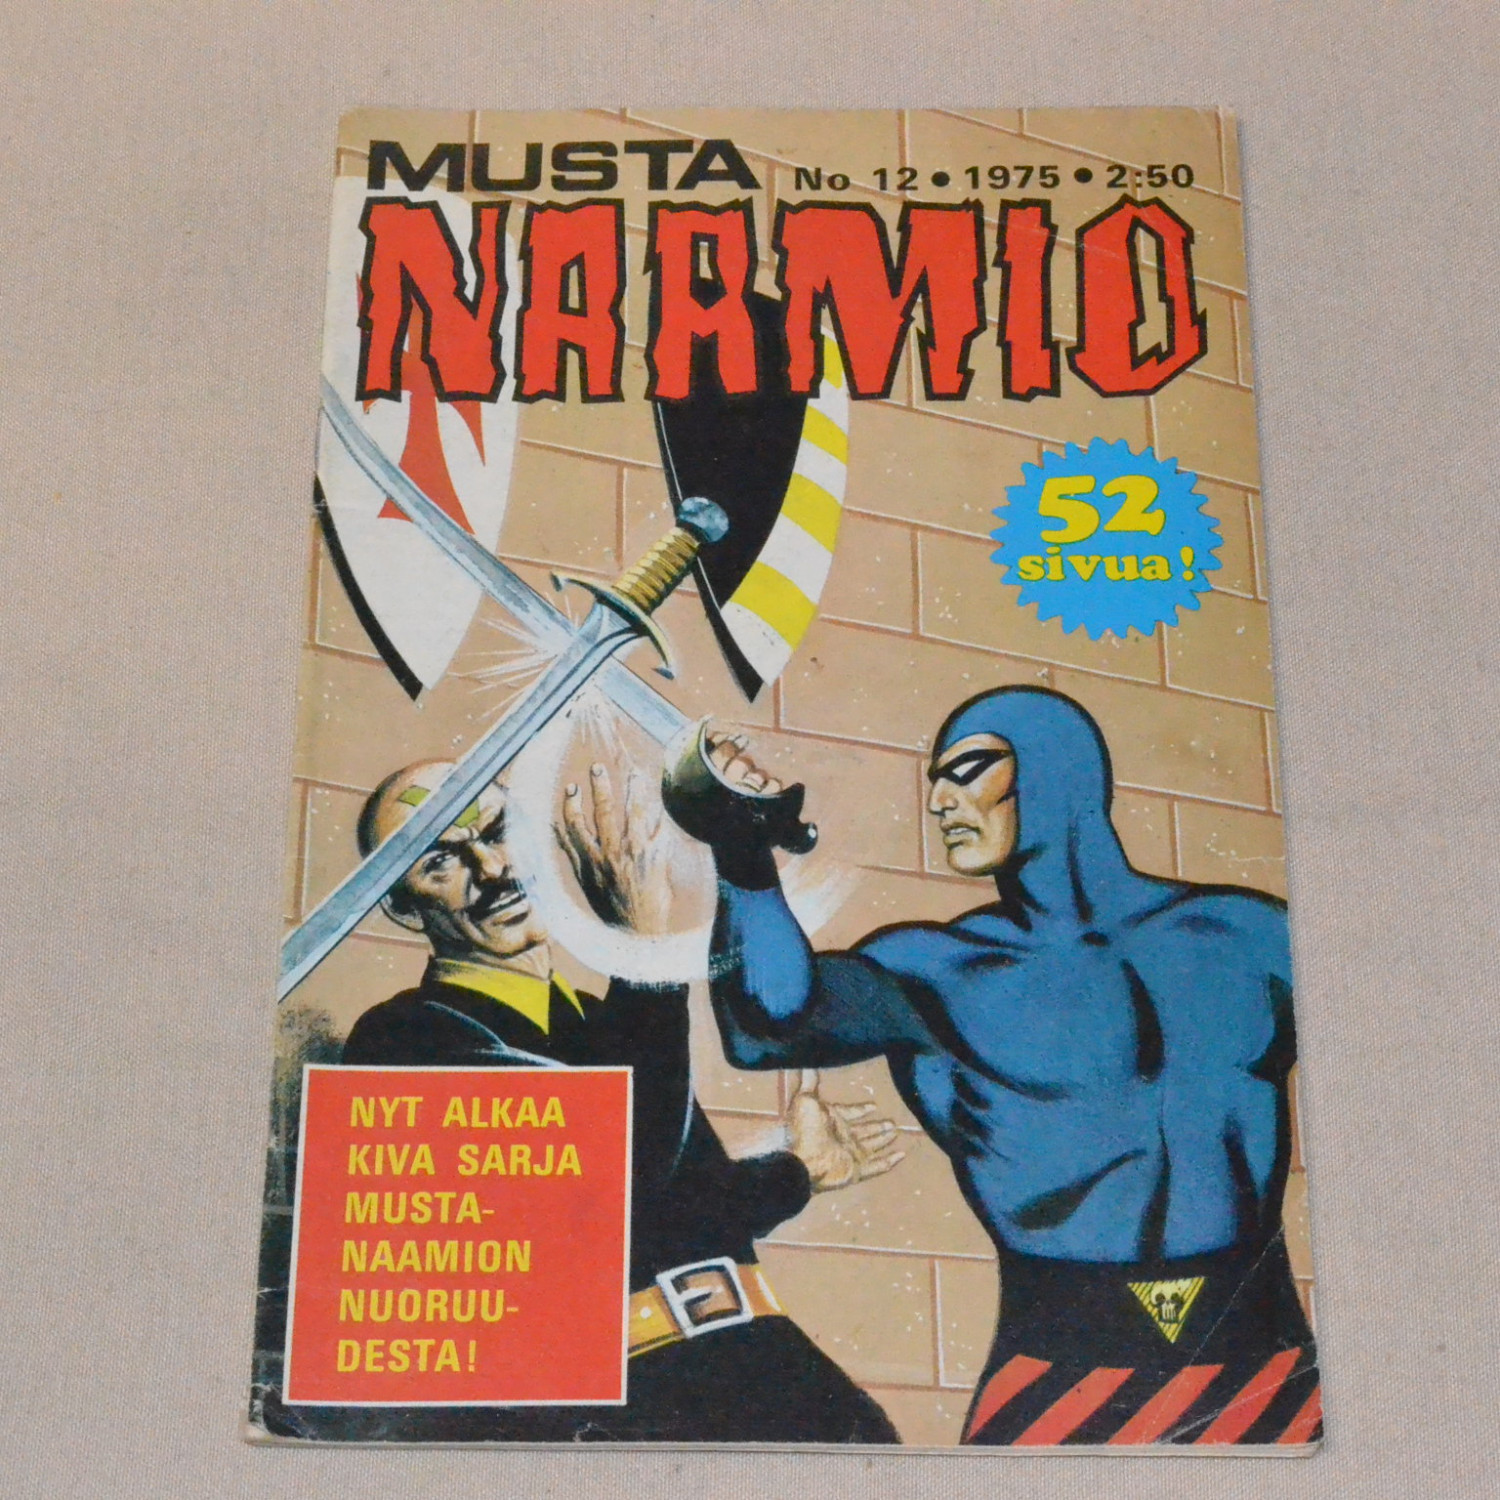 MUSTA No 12 • 1975 • 2:50
NAAMIO
52
sivua!
NYT ALKAA
KIVA SARJA
MUSTA-
NAAMION
NUORUU-
DESTA!